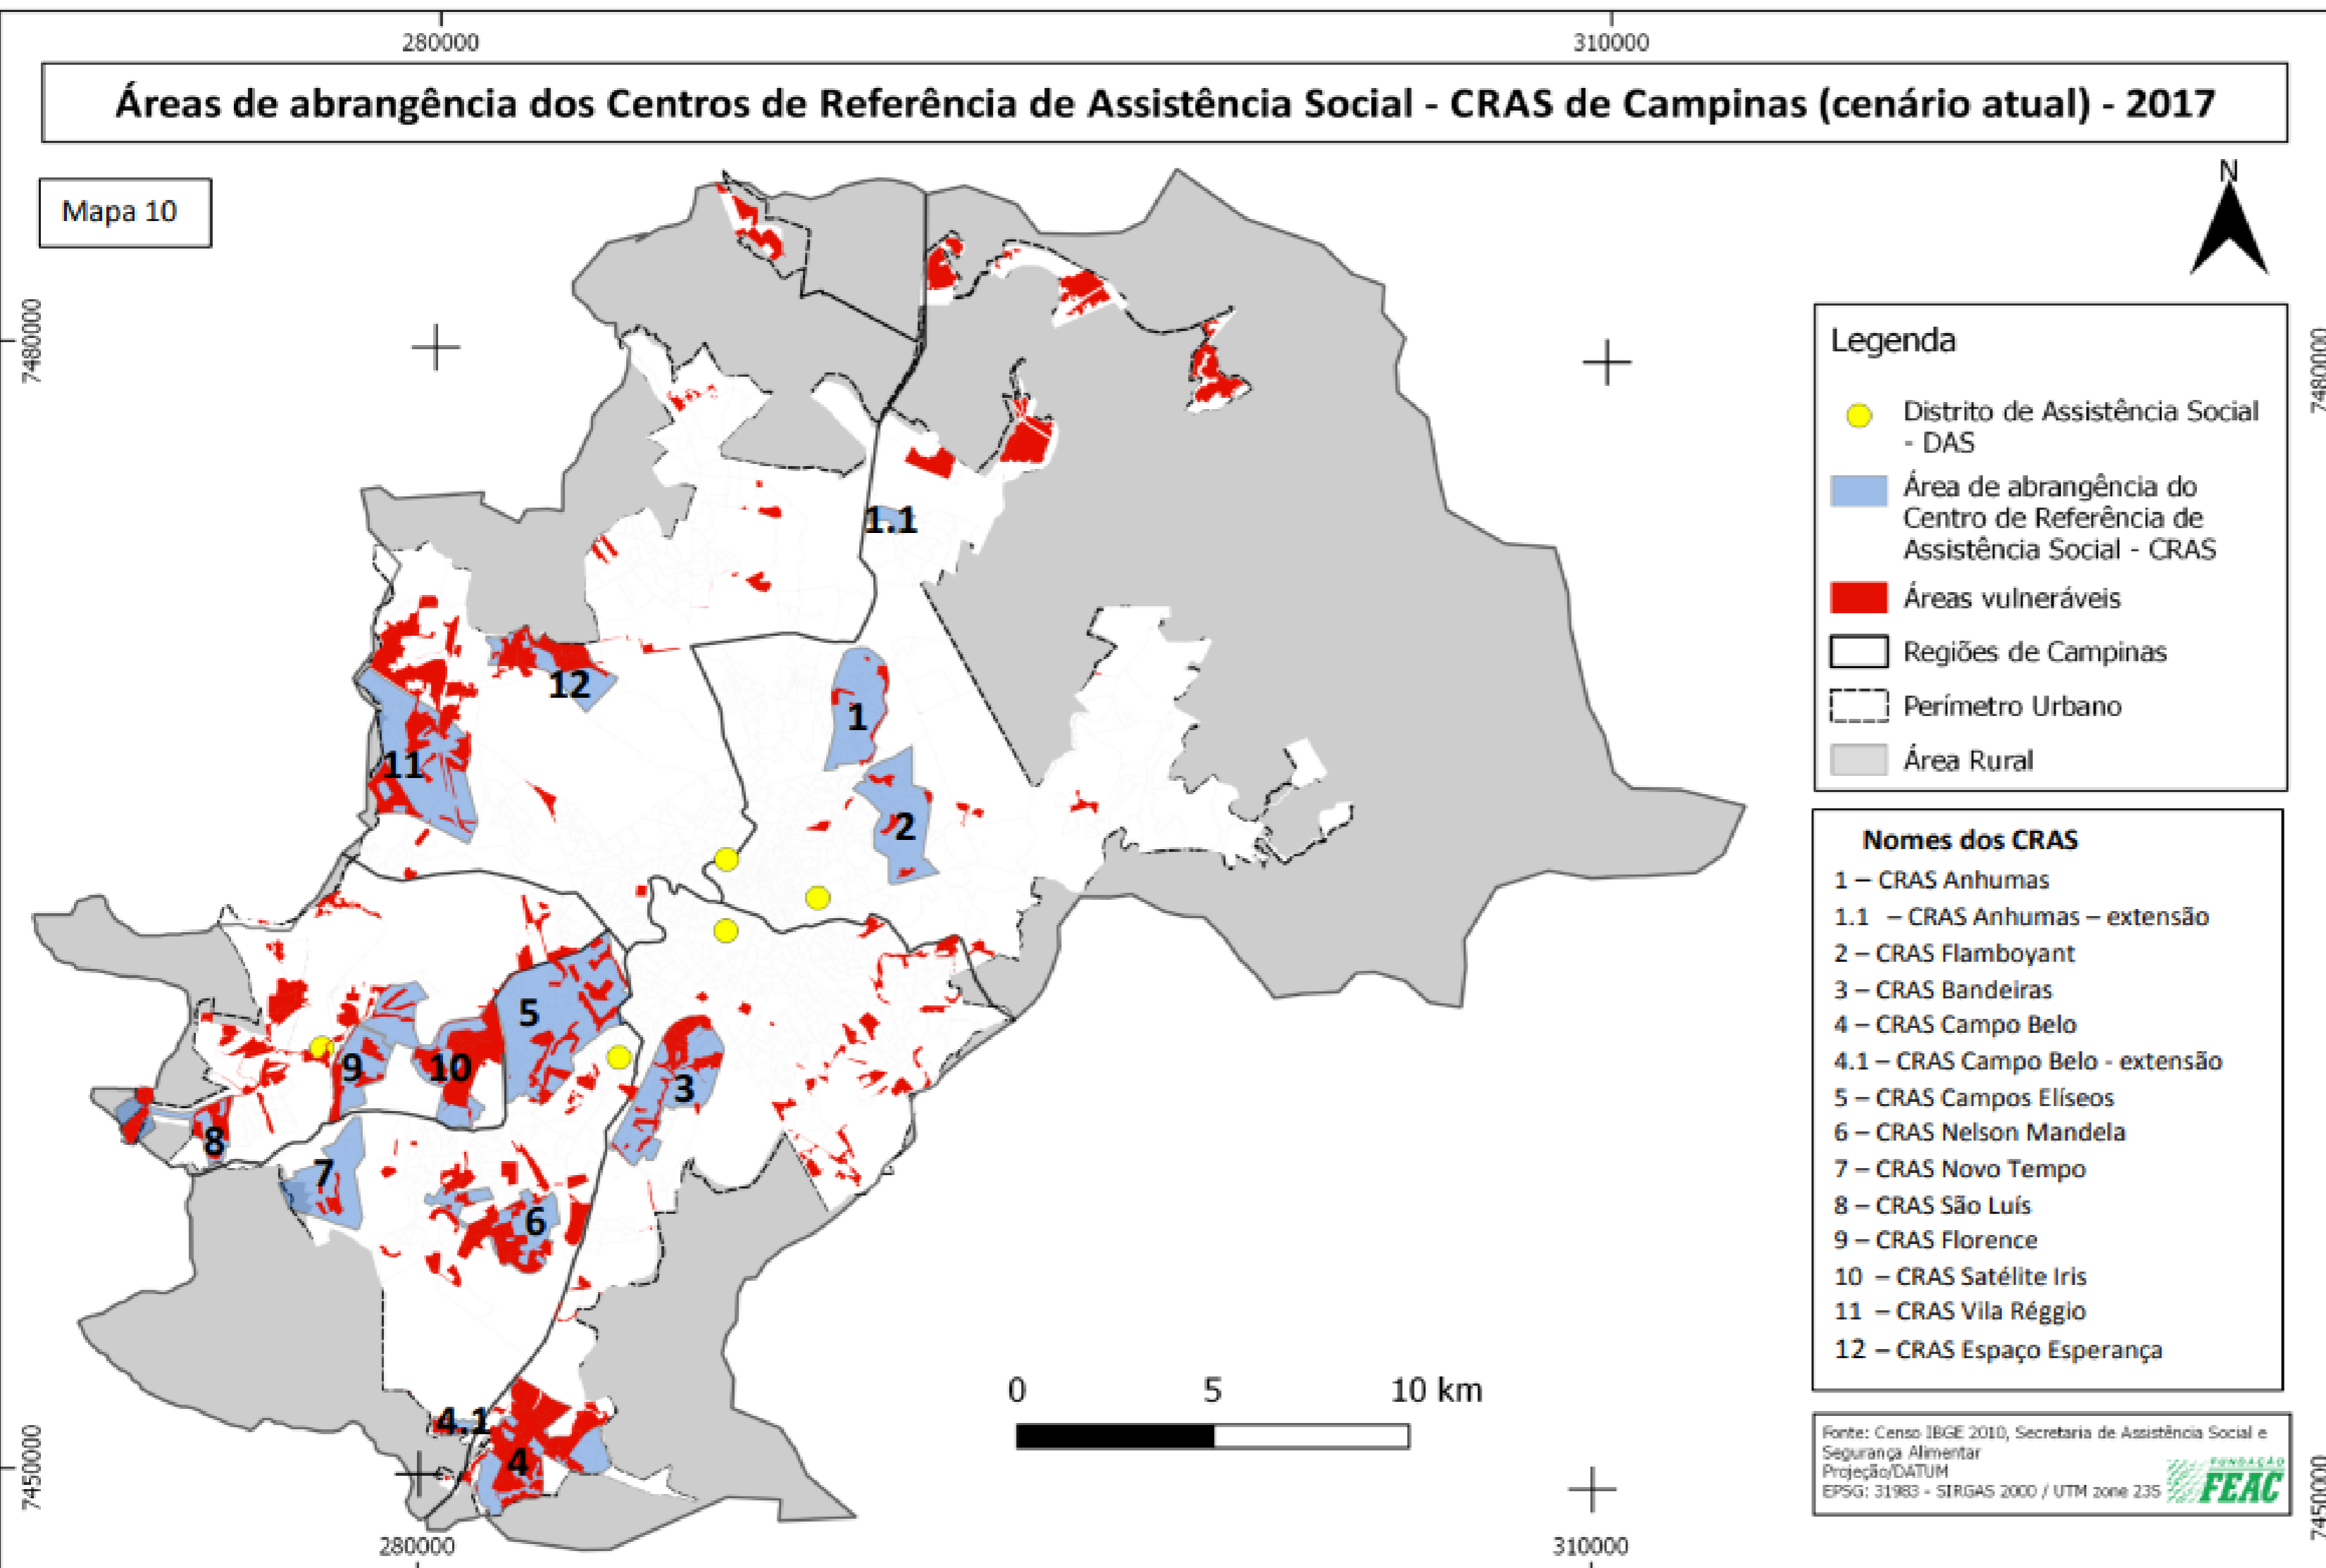 280000
310000
Áreas de abrangência dos Centros de Referência de Assistência Social - CRAS de Campinas (cenário atual) - 2017
Mapa 10
N
7480000
7480000
Legenda
Distrito de Assistência Social
- DAS
Área de abrangência do
Centro de Referência de
Assistência Social - CRAS
Áreas vulneráveis
Regiões de Campinas
Perímetro Urbano
Área Rural
1.1
12
1
11
2
5
9
10
3
8
7
6
4.1
4
Nomes dos CRAS
1 – CRAS Anhumas
1.1 – CRAS Anhumas – extensão
2 – CRAS Flamboyant
3 – CRAS Bandeiras
4 – CRAS Campo Belo
4.1 – CRAS Campo Belo - extensão
5 – CRAS Campos Elíseos
6 – CRAS Nelson Mandela
7 – CRAS Novo Tempo
8 – CRAS São Luís
9 – CRAS Florence
10 – CRAS Satélite Iris
11 – CRAS Vila Réggio
12 – CRAS Espaço Esperança
0 5 10 km
Fonte: Censo IBGE 2010, Secretaria de Assistência Social e
Segurança Alimentar
Projeção/DATUM
EPSG: 31983 - SIRGAS 2000 / UTM zone 23S
FUNDAÇÃO
FEAC
7450000
7450000
280000
310000